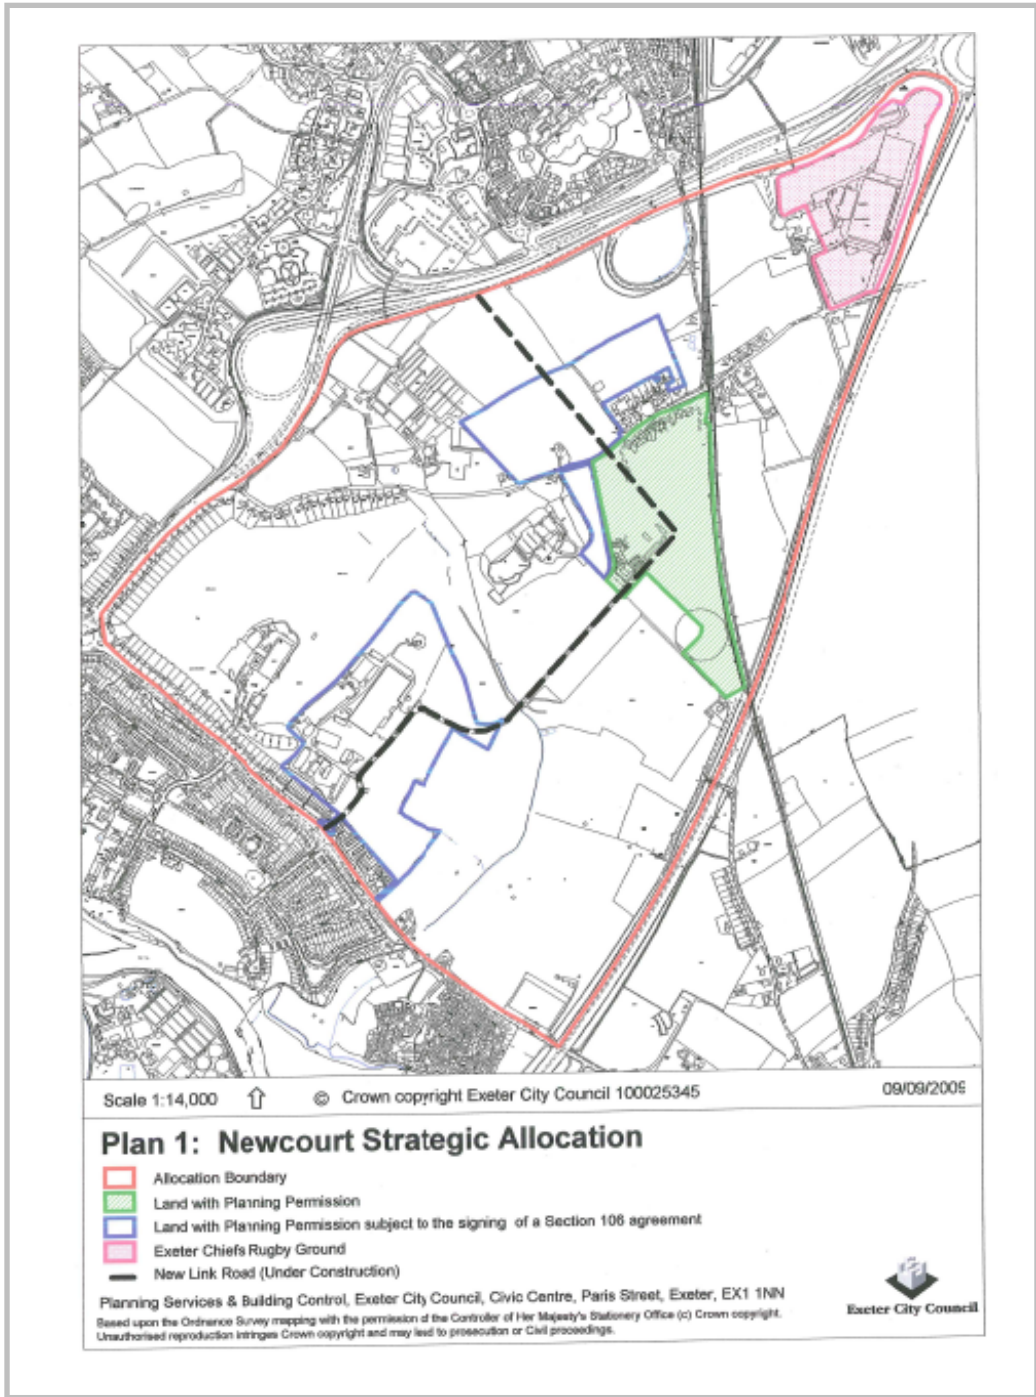 Scale 1:14,000 © Crown copyright Exeter City Council 100025345 09/09/2009
Plan 1: Newcourt Strategic Allocation
Allocation Boundary
Land with Planning Permission
Land with Planning Permission subject to the signing of a Section 106 agreement
Exeter Chiefs Rugby Ground
New Link Road (Under Construction)
Planning Services & Building Control, Exeter City Council, Civic Centre, Paris Street, Exeter, EX1 1NN
Based upon the Ordnance Survey mapping with the permission of the Controller of Her Majesty's Stationery Office (c) Crown copyright.
Unauthorised reproduction infringes Crown copyright and may lead to prosecution or Civil proceedings.
Exeter City Council